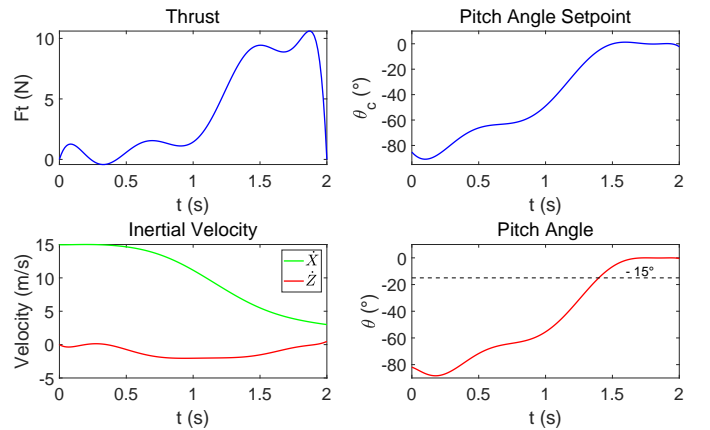 Thrust
Ft (N)
10
5
0
0
0.5
1
1.5
2
t (s)
Pitch Angle Setpoint
θ_c (°)
0
-20
-40
-60
-80
0
0.5
1
1.5
2
t (s)
Inertial Velocity
Velocity (m/s)
15
10
5
0
-5
Ẋ
Ż
0
0.5
1
1.5
2
t (s)
Pitch Angle
θ (°)
0
-20
-40
-60
-80
- 15°
0
0.5
1
1.5
2
t (s)